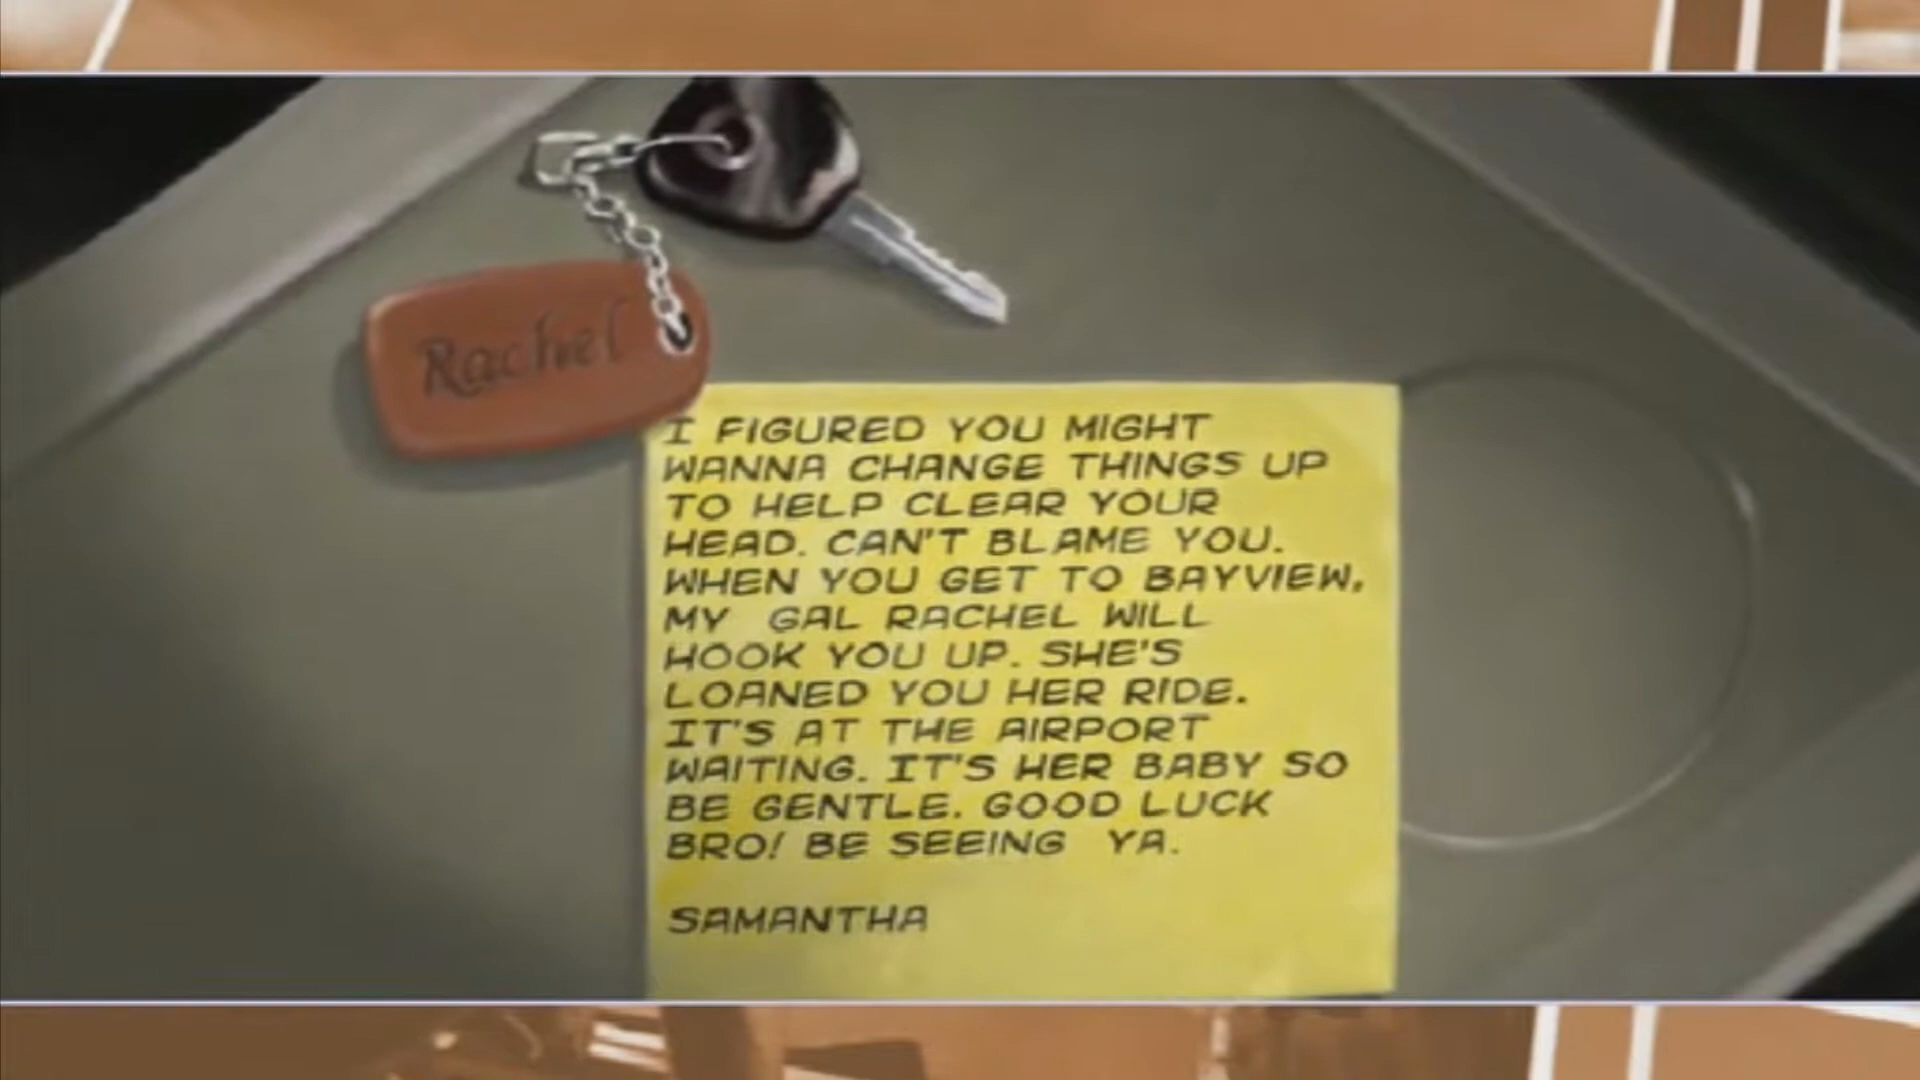 Rachel
I FIGURED YOU MIGHT
WANNA CHANGE THINGS UP
TO HELP CLEAR YOUR
HEAD. CAN'T BLAME YOU.
WHEN YOU GET TO BAYVIEW,
MY GAL RACHEL WILL
HOOK YOU UP. SHE'S
LOANED YOU HER RIDE.
IT'S AT THE AIRPORT
WAITING. IT'S HER BABY SO
BE GENTLE. GOOD LUCK
BRO! BE SEEING YA.
SAMANTHA